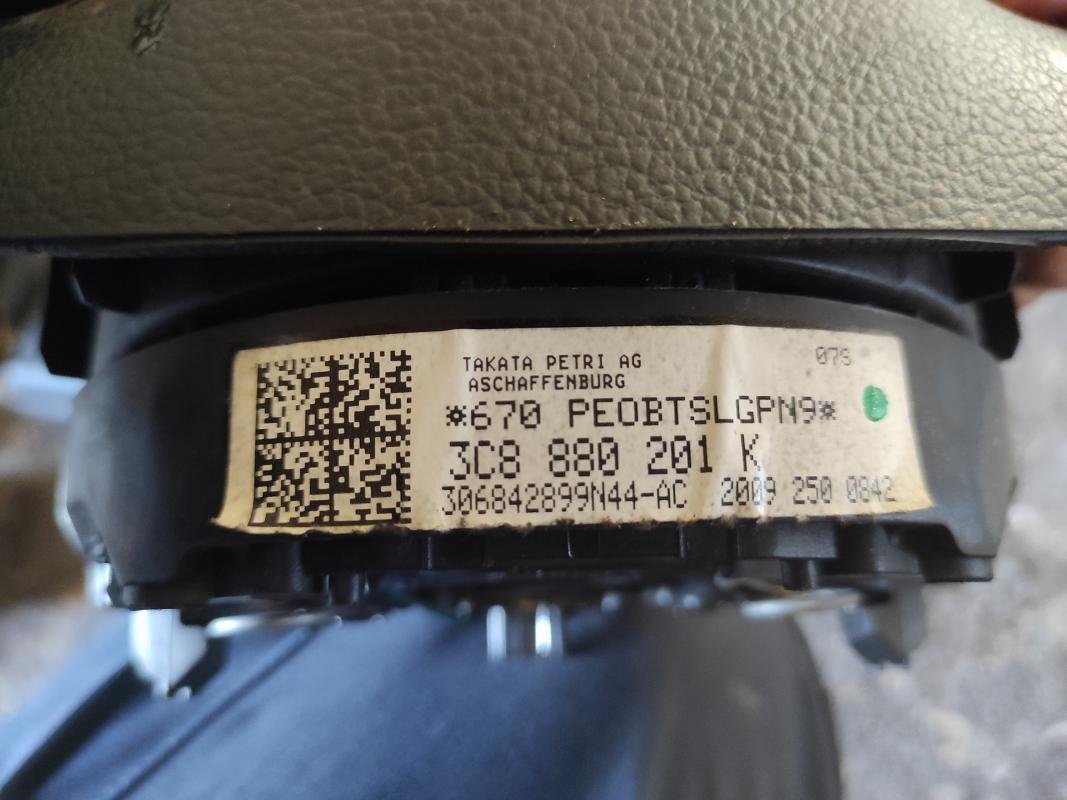 TAKATA PETRI AG
07S
ASCHAFFENBURG
*670 PEOBTSLGPN9*
3C8 880 201 K
306842899N44-AC 2009 250 0842